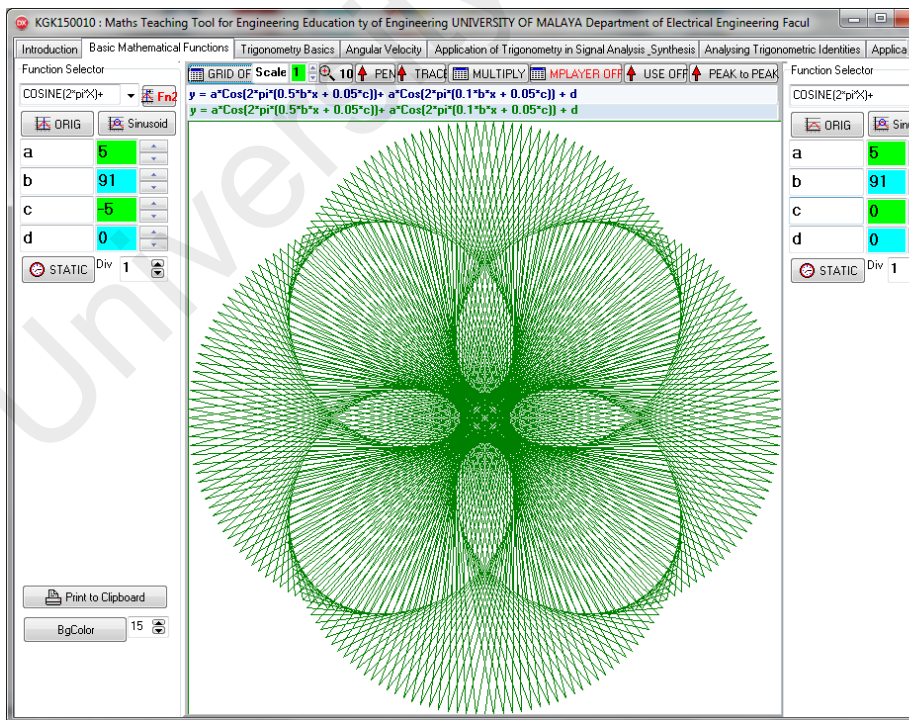 KGK150010 : Maths Teaching Tool for Engineering Education ty of Engineering UNIVERSITY OF MALAYA Department of Electrical Engineering Facul
Introduction Basic Mathematical Functions Trigonometry Basics Angular Velocity Application of Trigonometry in Signal Analysis_Synthesis Analysing Trigonometric Identities Applica
Function Selector GRID OF Scale 1 10 PEN TRACE MULTIPLY MPLAYER OFF USE OFF PEAK to PEAK Function Selector
COSINE(2*pi*X)+ Fn2 y = a*Cos(2*pi*(0.5*b*x + 0.05*c))+ a*Cos(2*pi*(0.1*b*x + 0.05*c)) + d COSINE(2*pi*X)+
y = a*Cos(2*pi*(0.5*b*x + 0.05*c))+ a*Cos(2*pi*(0.1*b*x + 0.05*c)) + d
ORIG Sinusoid ORIG Sinu
a 5 a 5
b 91 b 91
c -5 c 0
d 0 d 0
STATIC Div 1 STATIC Div 1
Print to Clipboard
BgColor 15
University